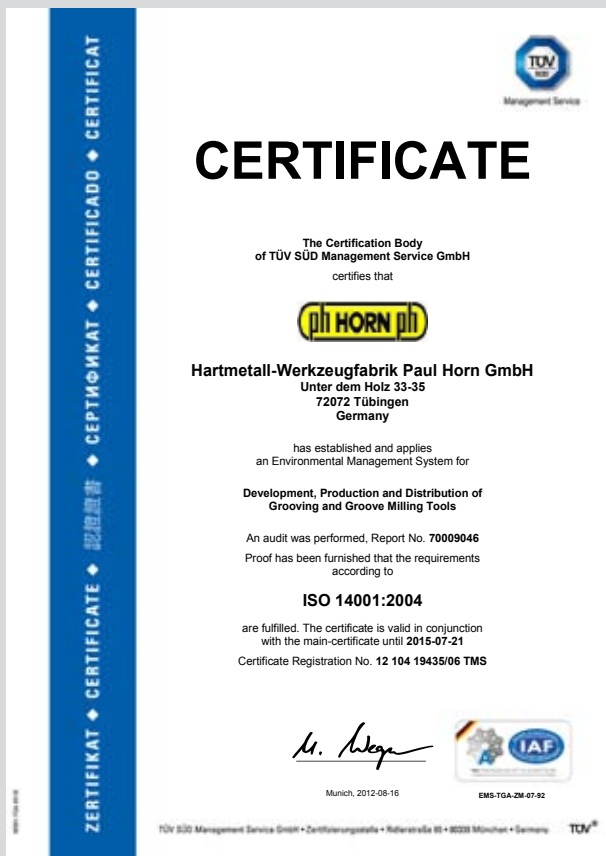 TÜV
SÜD
Management Service
CERTIFICATE
The Certification Body
of TÜV SÜD Management Service GmbH
certifies that
ph HORN ph
Hartmetall-Werkzeugfabrik Paul Horn GmbH
Unter dem Holz 33-35
72072 Tübingen
Germany
has established and applies
an Environmental Management System for
Development, Production and Distribution of
Grooving and Groove Milling Tools
An audit was performed, Report No. 70009046
Proof has been furnished that the requirements
according to
ISO 14001:2004
are fulfilled. The certificate is valid in conjunction
with the main-certificate until 2015-07-21
Certificate Registration No. 12 104 19435/06 TMS
IAF
Munich, 2012-08-16
EMS-TGA-ZM-07-92
TÜV SÜD Management Service GmbH • Zertifizierungsstelle • Ridlerstraße 65 • 80339 München • Germany
TÜV®
ZERTIFIKAT ◆ CERTIFICATE ◆ 認證證書 ◆ СЕРТИФИКАТ ◆ CERTIFICADO ◆ CERTIFICAT